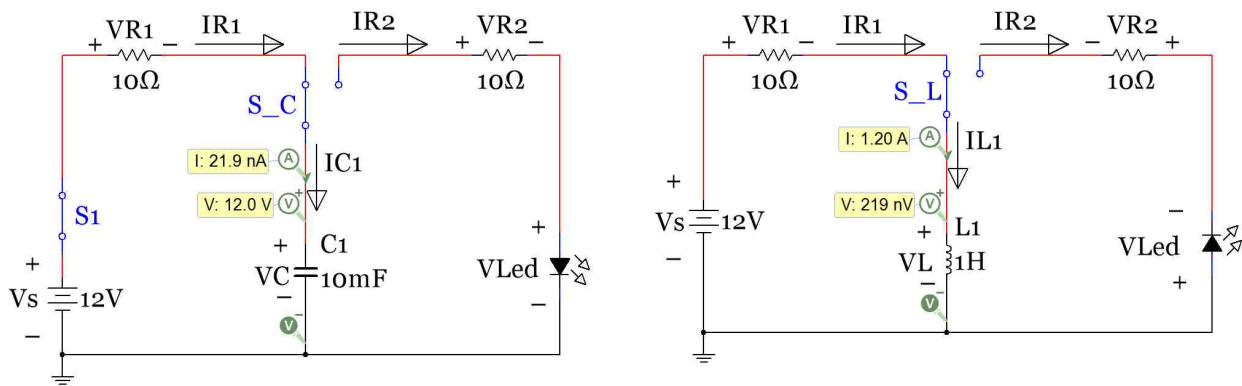 IR1
IR2
+ VR1 −
10Ω
+ VR2 −
10Ω
S_C
I: 21.9 nA
A
IC1
V: 12.0 V
V
+
S1
+
Vs
12V
−
+
C1
VC
10mF
−
V
−
+
VLed
−
IR1
IR2
+ VR1 −
10Ω
− VR2 +
10Ω
S_L
I: 1.20 A
A
IL1
V: 219 nV
V
+
+
Vs
12V
−
L1
+
VL
1H
−
V
−
−
VLed
+